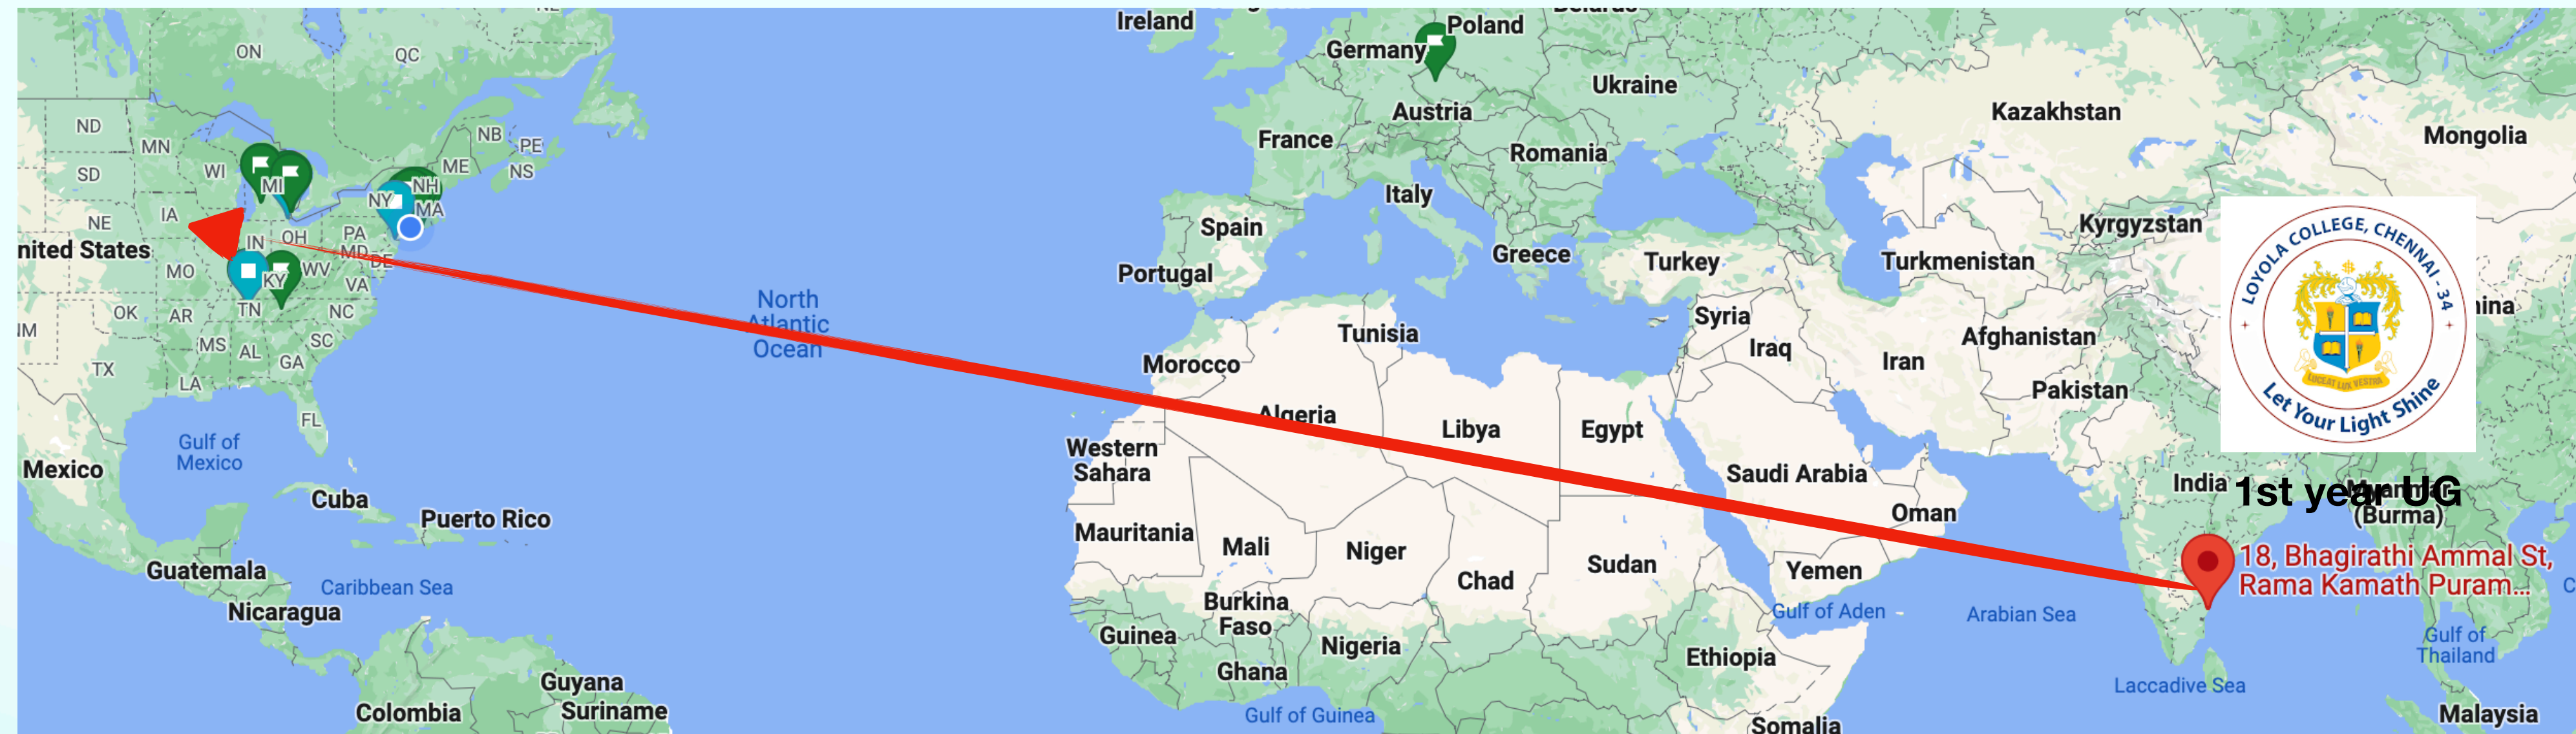 Ireland
Poland
Germany
ON
QC
Ukraine
Austria
Kazakhstan
ND
MN
NB
PE
France
Mongolia
Romania
SD
WI
MI
ME
NS
NH
NY
MA
Italy
NE
IA
Spain
Kyrgyzstan
LOYOLA COLLEGE, CHENNAI - 34
LUCEAT LUX VESTRA
Let Your Light Shine
nited States
IN
OH
PA
MD
DE
Greece
Turkey
Turkmenistan
Portugal
MO
KY
WV
VA
North
Atlantic
Ocean
OK
AR
TN
NC
Syria
ina
Tunisia
Afghanistan
MS
AL
SC
GA
Iraq
Iran
TX
LA
Morocco
Pakistan
FL
Algeria
Libya
Egypt
Gulf of
Mexico
Western
Sahara
Mexico
Saudi Arabia
India
1st year UG
Myanmar
(Burma)
Cuba
Puerto Rico
Oman
Mauritania
Mali
Niger
Chad
Sudan
Yemen
18, Bhagirathi Ammal St,
Rama Kamath Puram...
Guatemala
Caribbean Sea
Nicaragua
Burkina
Faso
Gulf of Aden
Arabian Sea
Guinea
Nigeria
Ethiopia
Gulf of
Thailand
Ghana
Guyana
Laccadive Sea
Colombia
Suriname
Gulf of Guinea
Somalia
Malaysia